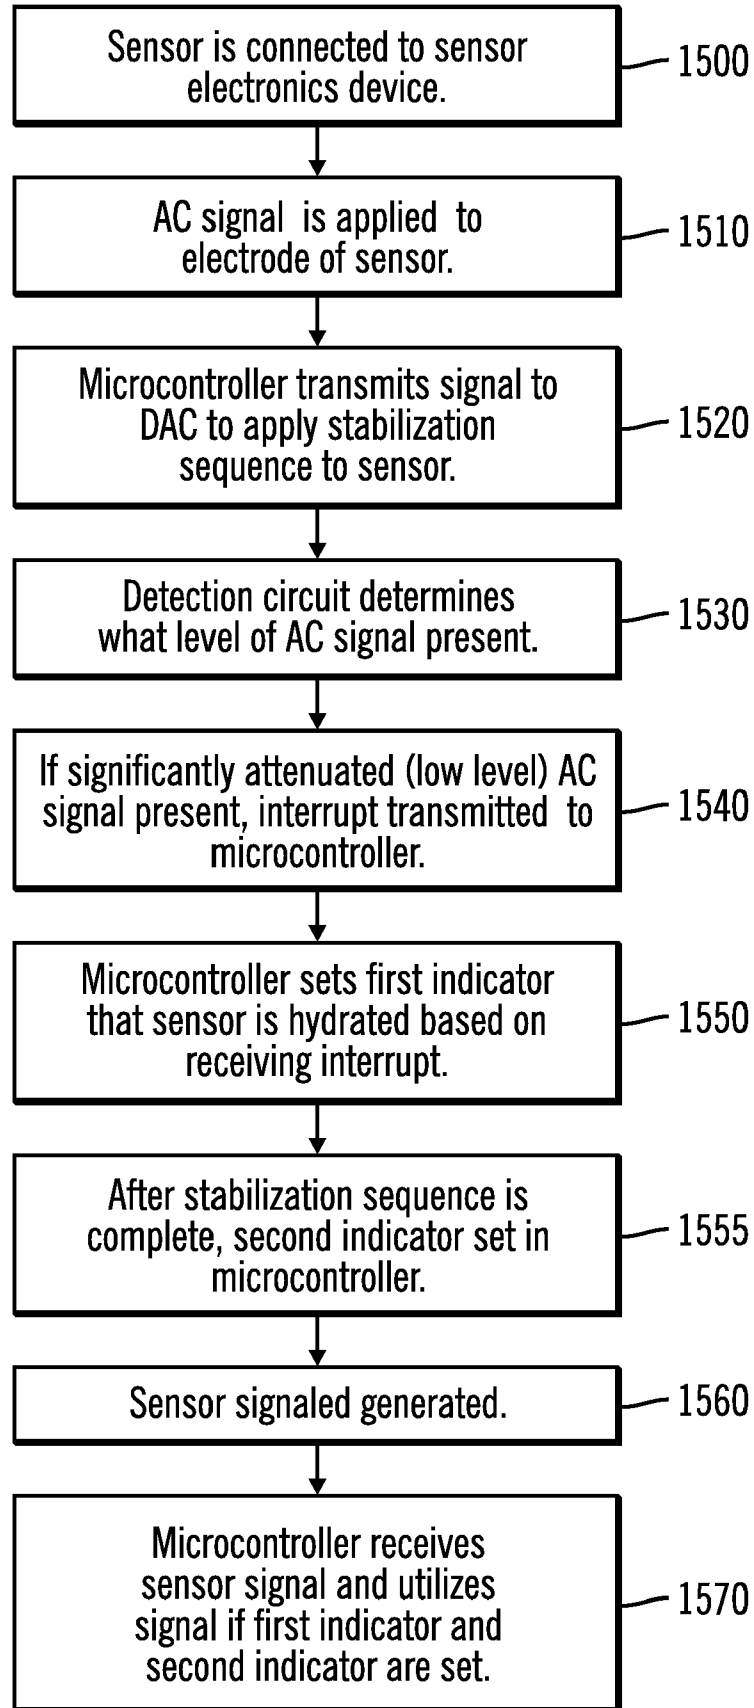 Sensor is connected to sensor
electronics device.
1500
AC signal is applied to
electrode of sensor.
1510
Microcontroller transmits signal to
DAC to apply stabilization
sequence to sensor.
1520
Detection circuit determines
what level of AC signal present.
1530
If significantly attenuated (low level) AC
signal present, interrupt transmitted to
microcontroller.
1540
Microcontroller sets first indicator
that sensor is hydrated based on
receiving interrupt.
1550
After stabilization sequence is
complete, second indicator set in
microcontroller.
1555
Sensor signaled generated.
1560
Microcontroller receives
sensor signal and utilizes
signal if first indicator and
second indicator are set.
1570